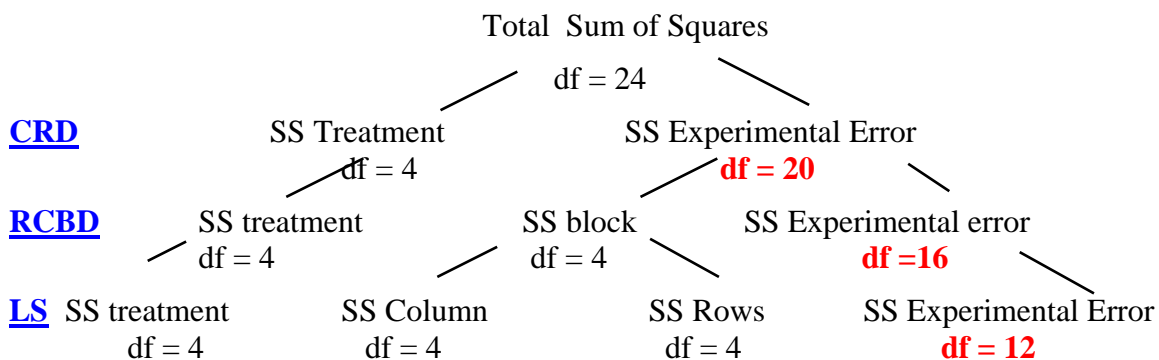 Total Sum of Squares
df = 24
CRD SS Treatment SS Experimental Error
df = 4 df = 20
RCBD SS treatment SS block SS Experimental error
df = 4 df = 4 df =16
LS SS treatment SS Column SS Rows SS Experimental Error
df = 4 df = 4 df = 4 df = 12